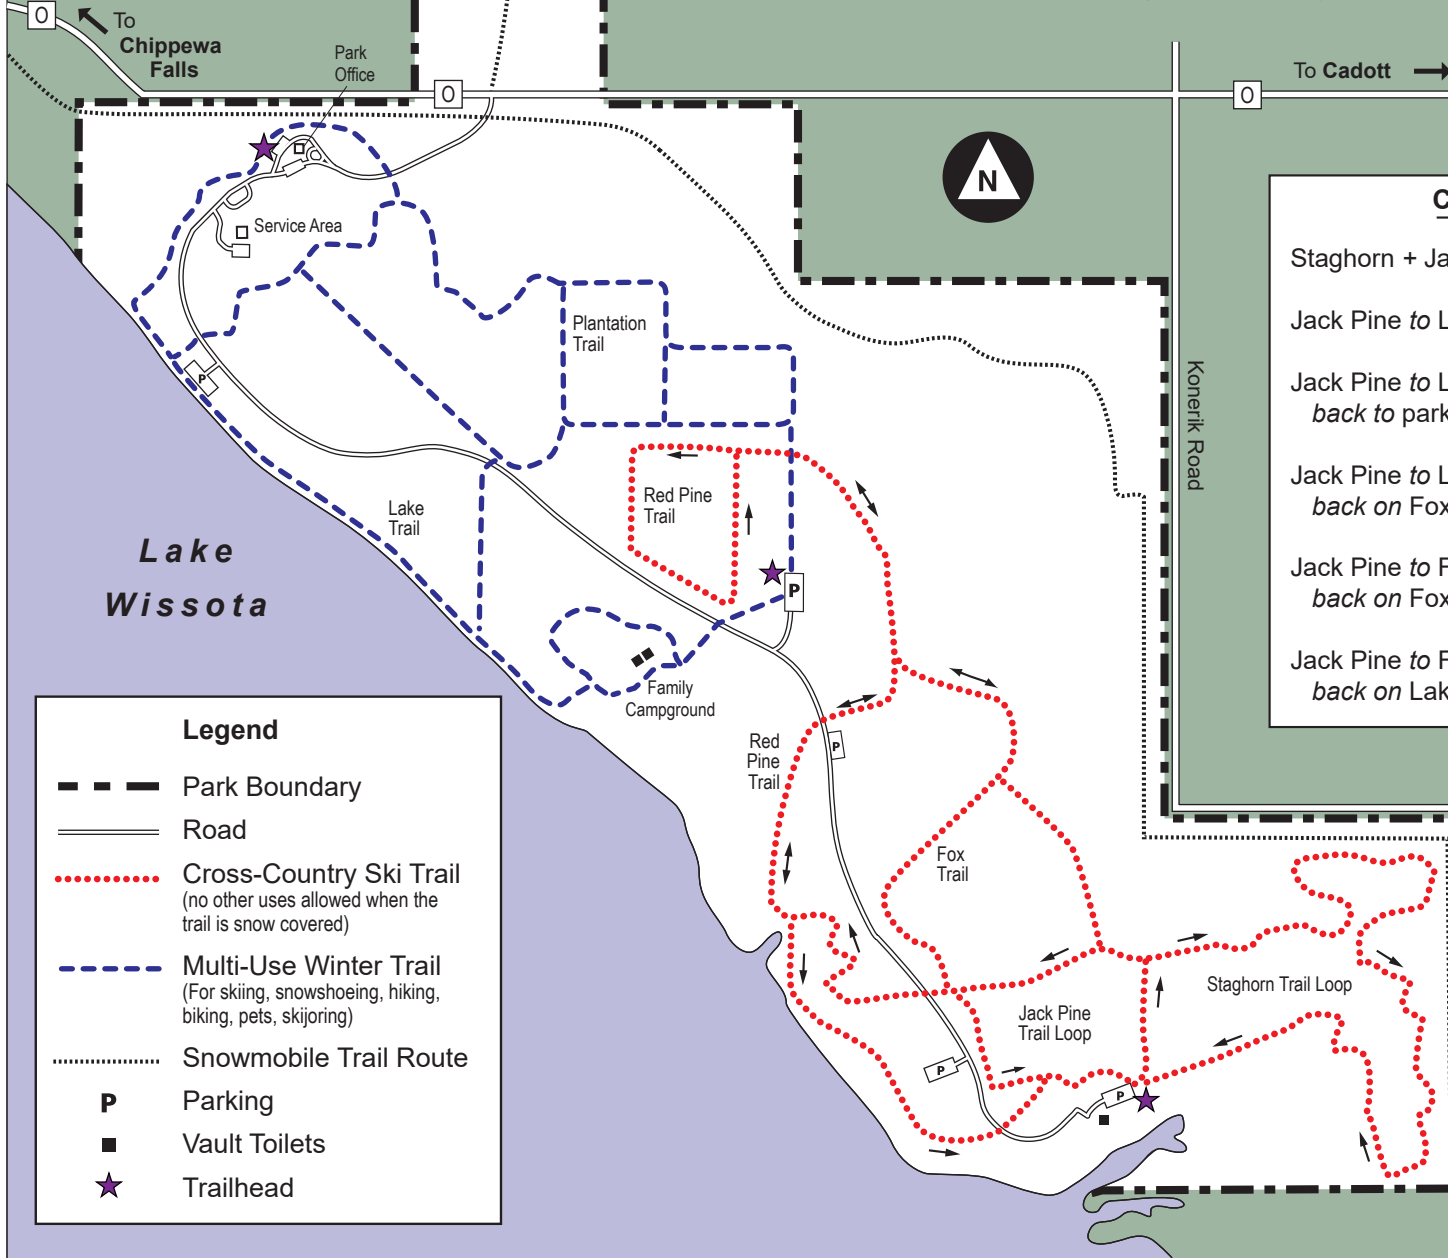 O
To
Chippewa
Falls
Park
Office
O
To Cadott
O
N
Service Area
C
Staghorn + Ja
Jack Pine to L
Jack Pine to L
back to park
Jack Pine to L
back on Fox
Jack Pine to F
back on Fox
Jack Pine to F
back on Lak
Plantation
Trail
P
Konerik Road
Lake
Trail
Red Pine
Trail
Lake
Wissota
P
Family
Campground
Red
Pine
Trail
P
Fox
Trail
Staghorn Trail Loop
Jack Pine
Trail Loop
P
P
Legend
Park Boundary
Road
Cross-Country Ski Trail
(no other uses allowed when the
trail is snow covered)
Multi-Use Winter Trail
(For skiing, snowshoeing, hiking,
biking, pets, skijoring)
Snowmobile Trail Route
P Parking
Vault Toilets
Trailhead